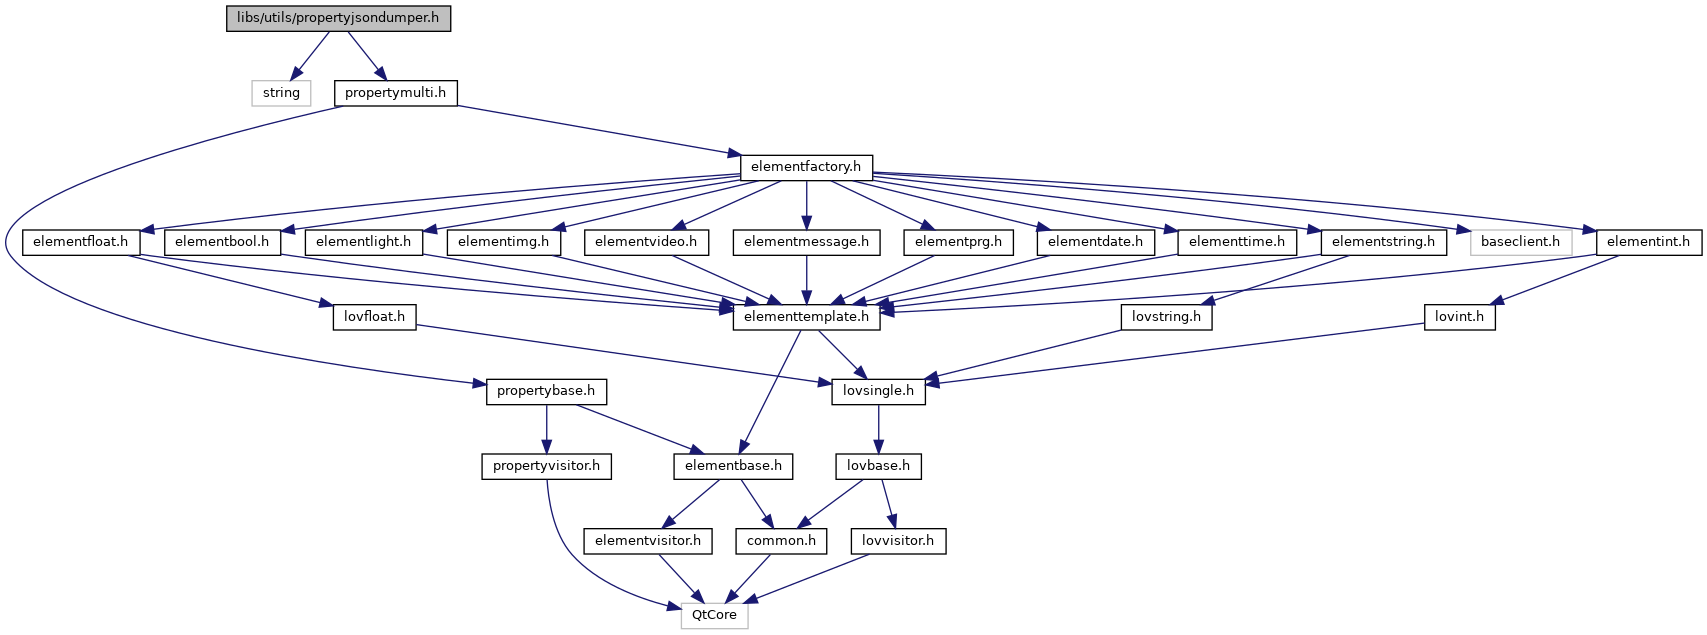 libs/utils/propertyjsondumper.h
string
propertymulti.h
elementfactory.h
elementfloat.h
elementbool.h
elementlight.h
elementimg.h
elementvideo.h
elementmessage.h
elementprg.h
elementdate.h
elementtime.h
elementstring.h
baseclient.h
elementint.h
lovfloat.h
elementtemplate.h
lovstring.h
lovint.h
propertybase.h
lovsingle.h
propertyvisitor.h
elementbase.h
lovbase.h
elementvisitor.h
common.h
lovvisitor.h
QtCore